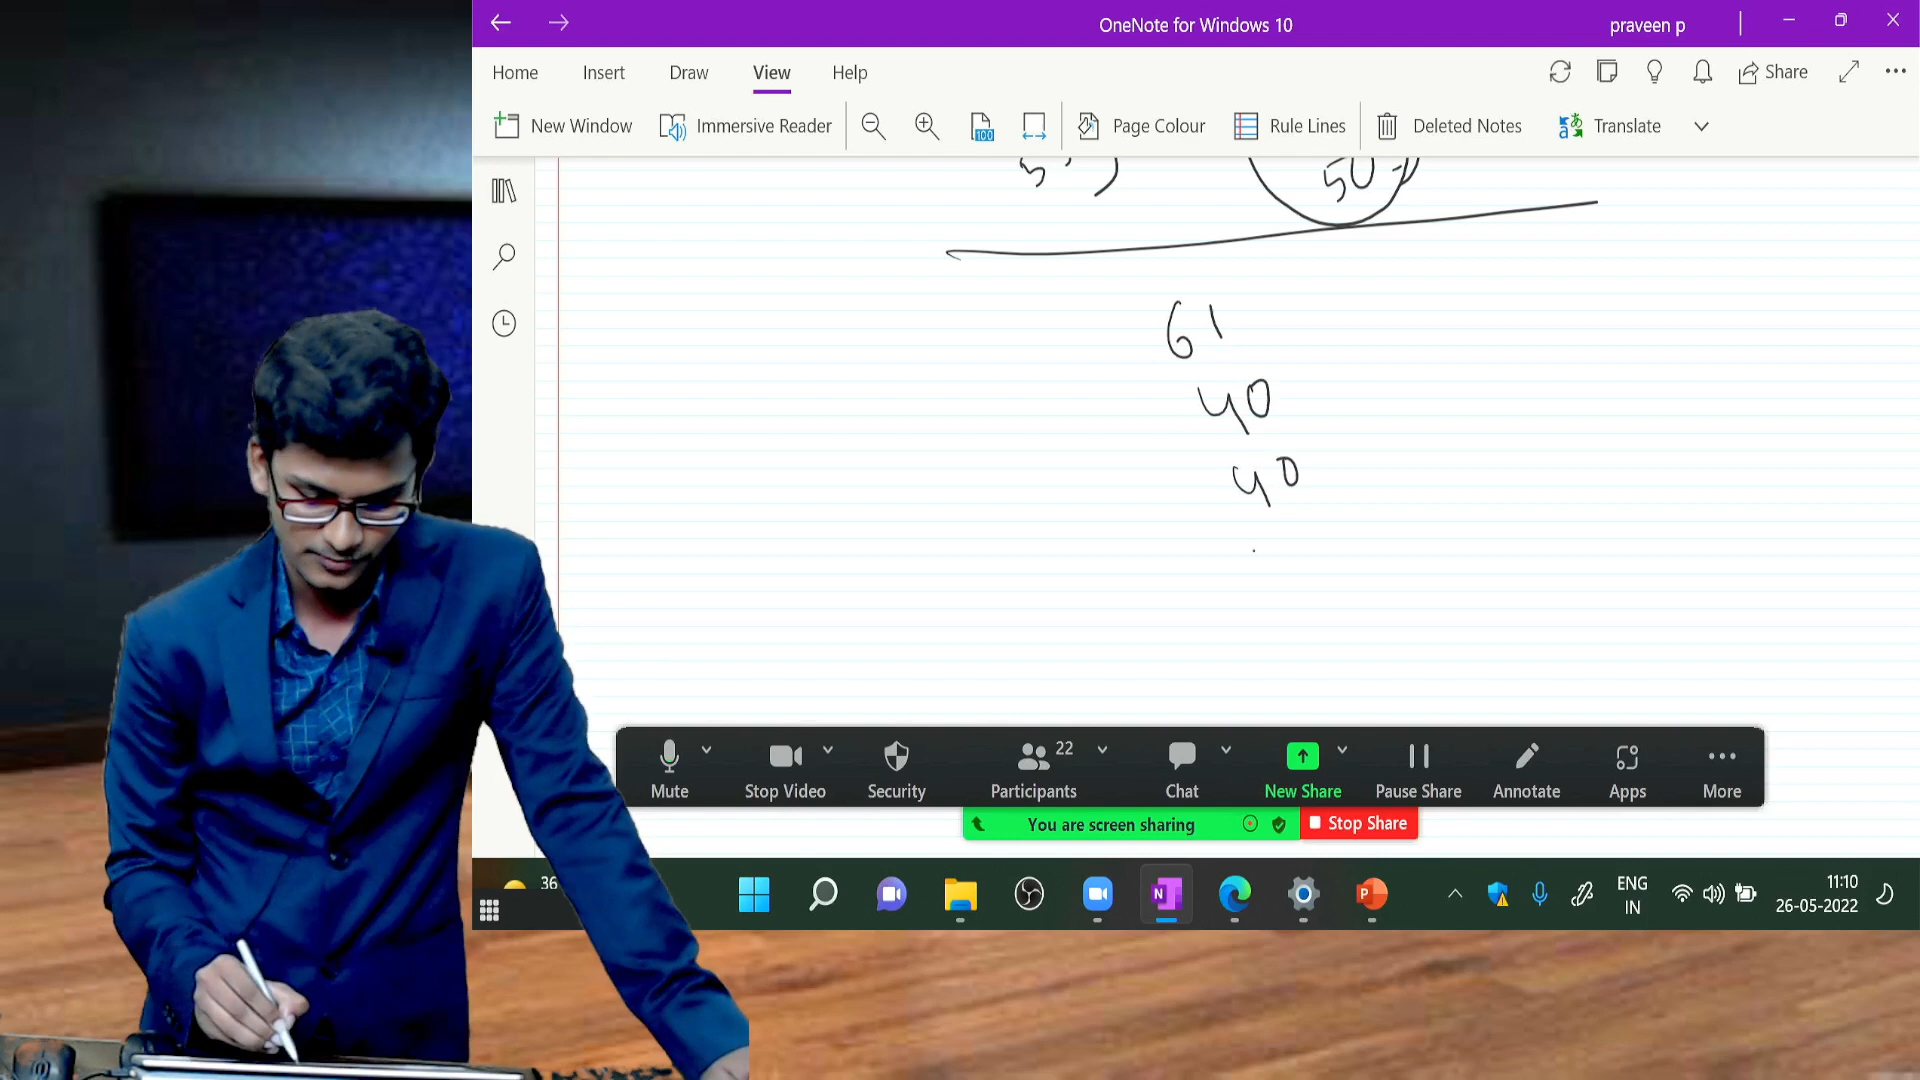 OneNote for Windows 10 praveen p
Home Insert Draw View Help Share
New Window Immersive Reader 100 Page Colour Rule Lines Deleted Notes Translate
50
61
40
40
22
Mute Stop Video Security Participants Chat New Share Pause Share Annotate Apps More
You are screen sharing Stop Share
36
ENG
IN
11:10
26-05-2022